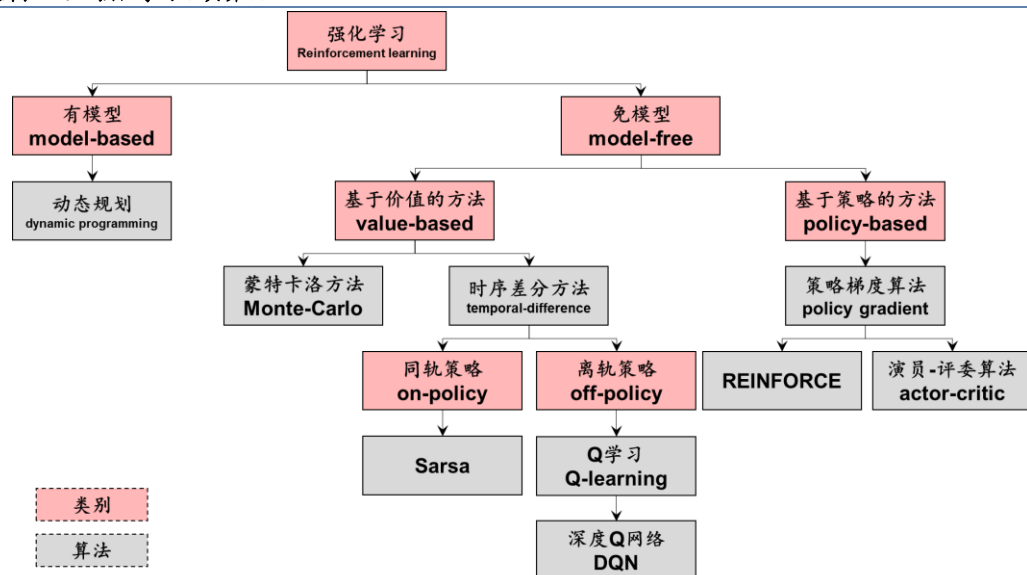 强化学习
Reinforcement learning
有模型
model-based
免模型
model-free
动态规划
dynamic programming
基于价值的方法
value-based
基于策略的方法
policy-based
蒙特卡洛方法
Monte-Carlo
时序差分方法
temporal-difference
策略梯度算法
policy gradient
同轨策略
on-policy
离轨策略
off-policy
REINFORCE
演员-评委算法
actor-critic
Sarsa
Q学习
Q-learning
类别
深度Q网络
DQN
算法